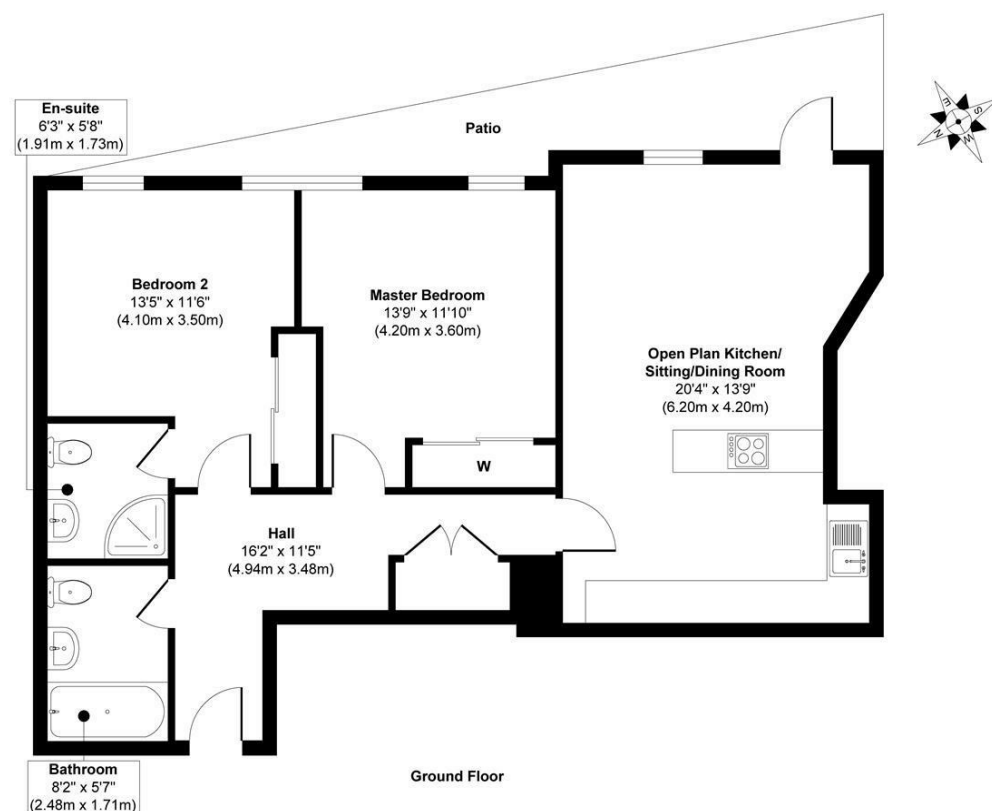 En-suite
6'3" x 5'8"
(1.91m x 1.73m)
Patio
E
S
N
W
Bedroom 2
13'5" x 11'6"
(4.10m x 3.50m)
Master Bedroom
13'9" x 11'10"
(4.20m x 3.60m)
Open Plan Kitchen/
Sitting/Dining Room
20'4" x 13'9"
(6.20m x 4.20m)
W
Hall
16'2" x 11'5"
(4.94m x 3.48m)
Bathroom
8'2" x 5'7"
(2.48m x 1.71m)
Ground Floor